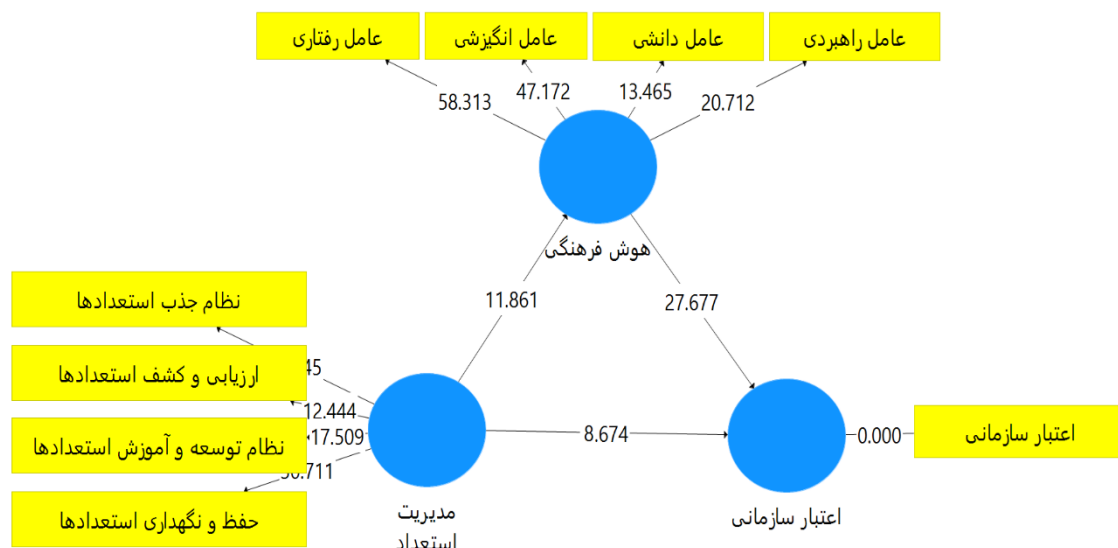 عامل رفتاری
عامل انگیزشی
عامل دانشی
عامل راهبردی
58.313
47.172
13.465
20.712
هوش فرهنگی
11.861
27.677
نظام جذب استعدادها
ارزیابی و کشف استعدادها
12.444
نظام توسعه و آموزش استعدادها
17.509
حفظ و نگهداری استعدادها
مدیریت
استعداد
8.674
اعتبار سازمانی
0.000
اعتبار سازمانی